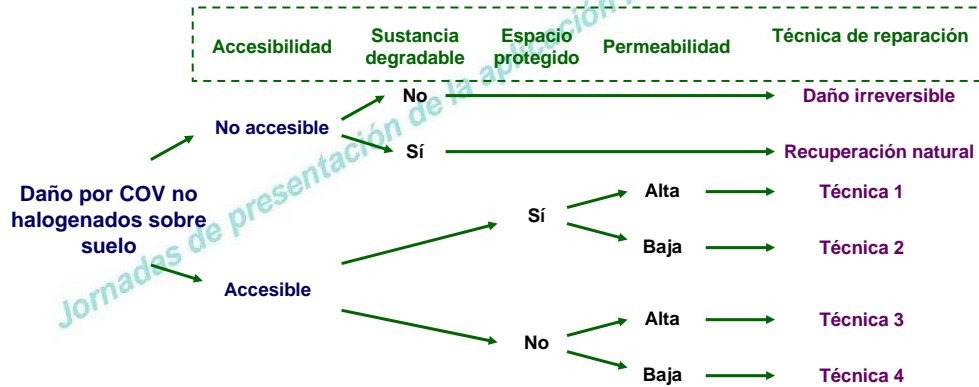 Accesibilidad
Sustancia
degradable
Espacio
protegido
Permeabilidad
Técnica de reparación
No
Daño irreversible
No accesible
Sí
Recuperación natural
Daño por COV no
halogenados sobre
suelo
Sí
Alta
Técnica 1
Baja
Técnica 2
Accesible
No
Alta
Técnica 3
Baja
Técnica 4
Jornadas de presentación de la aplicación